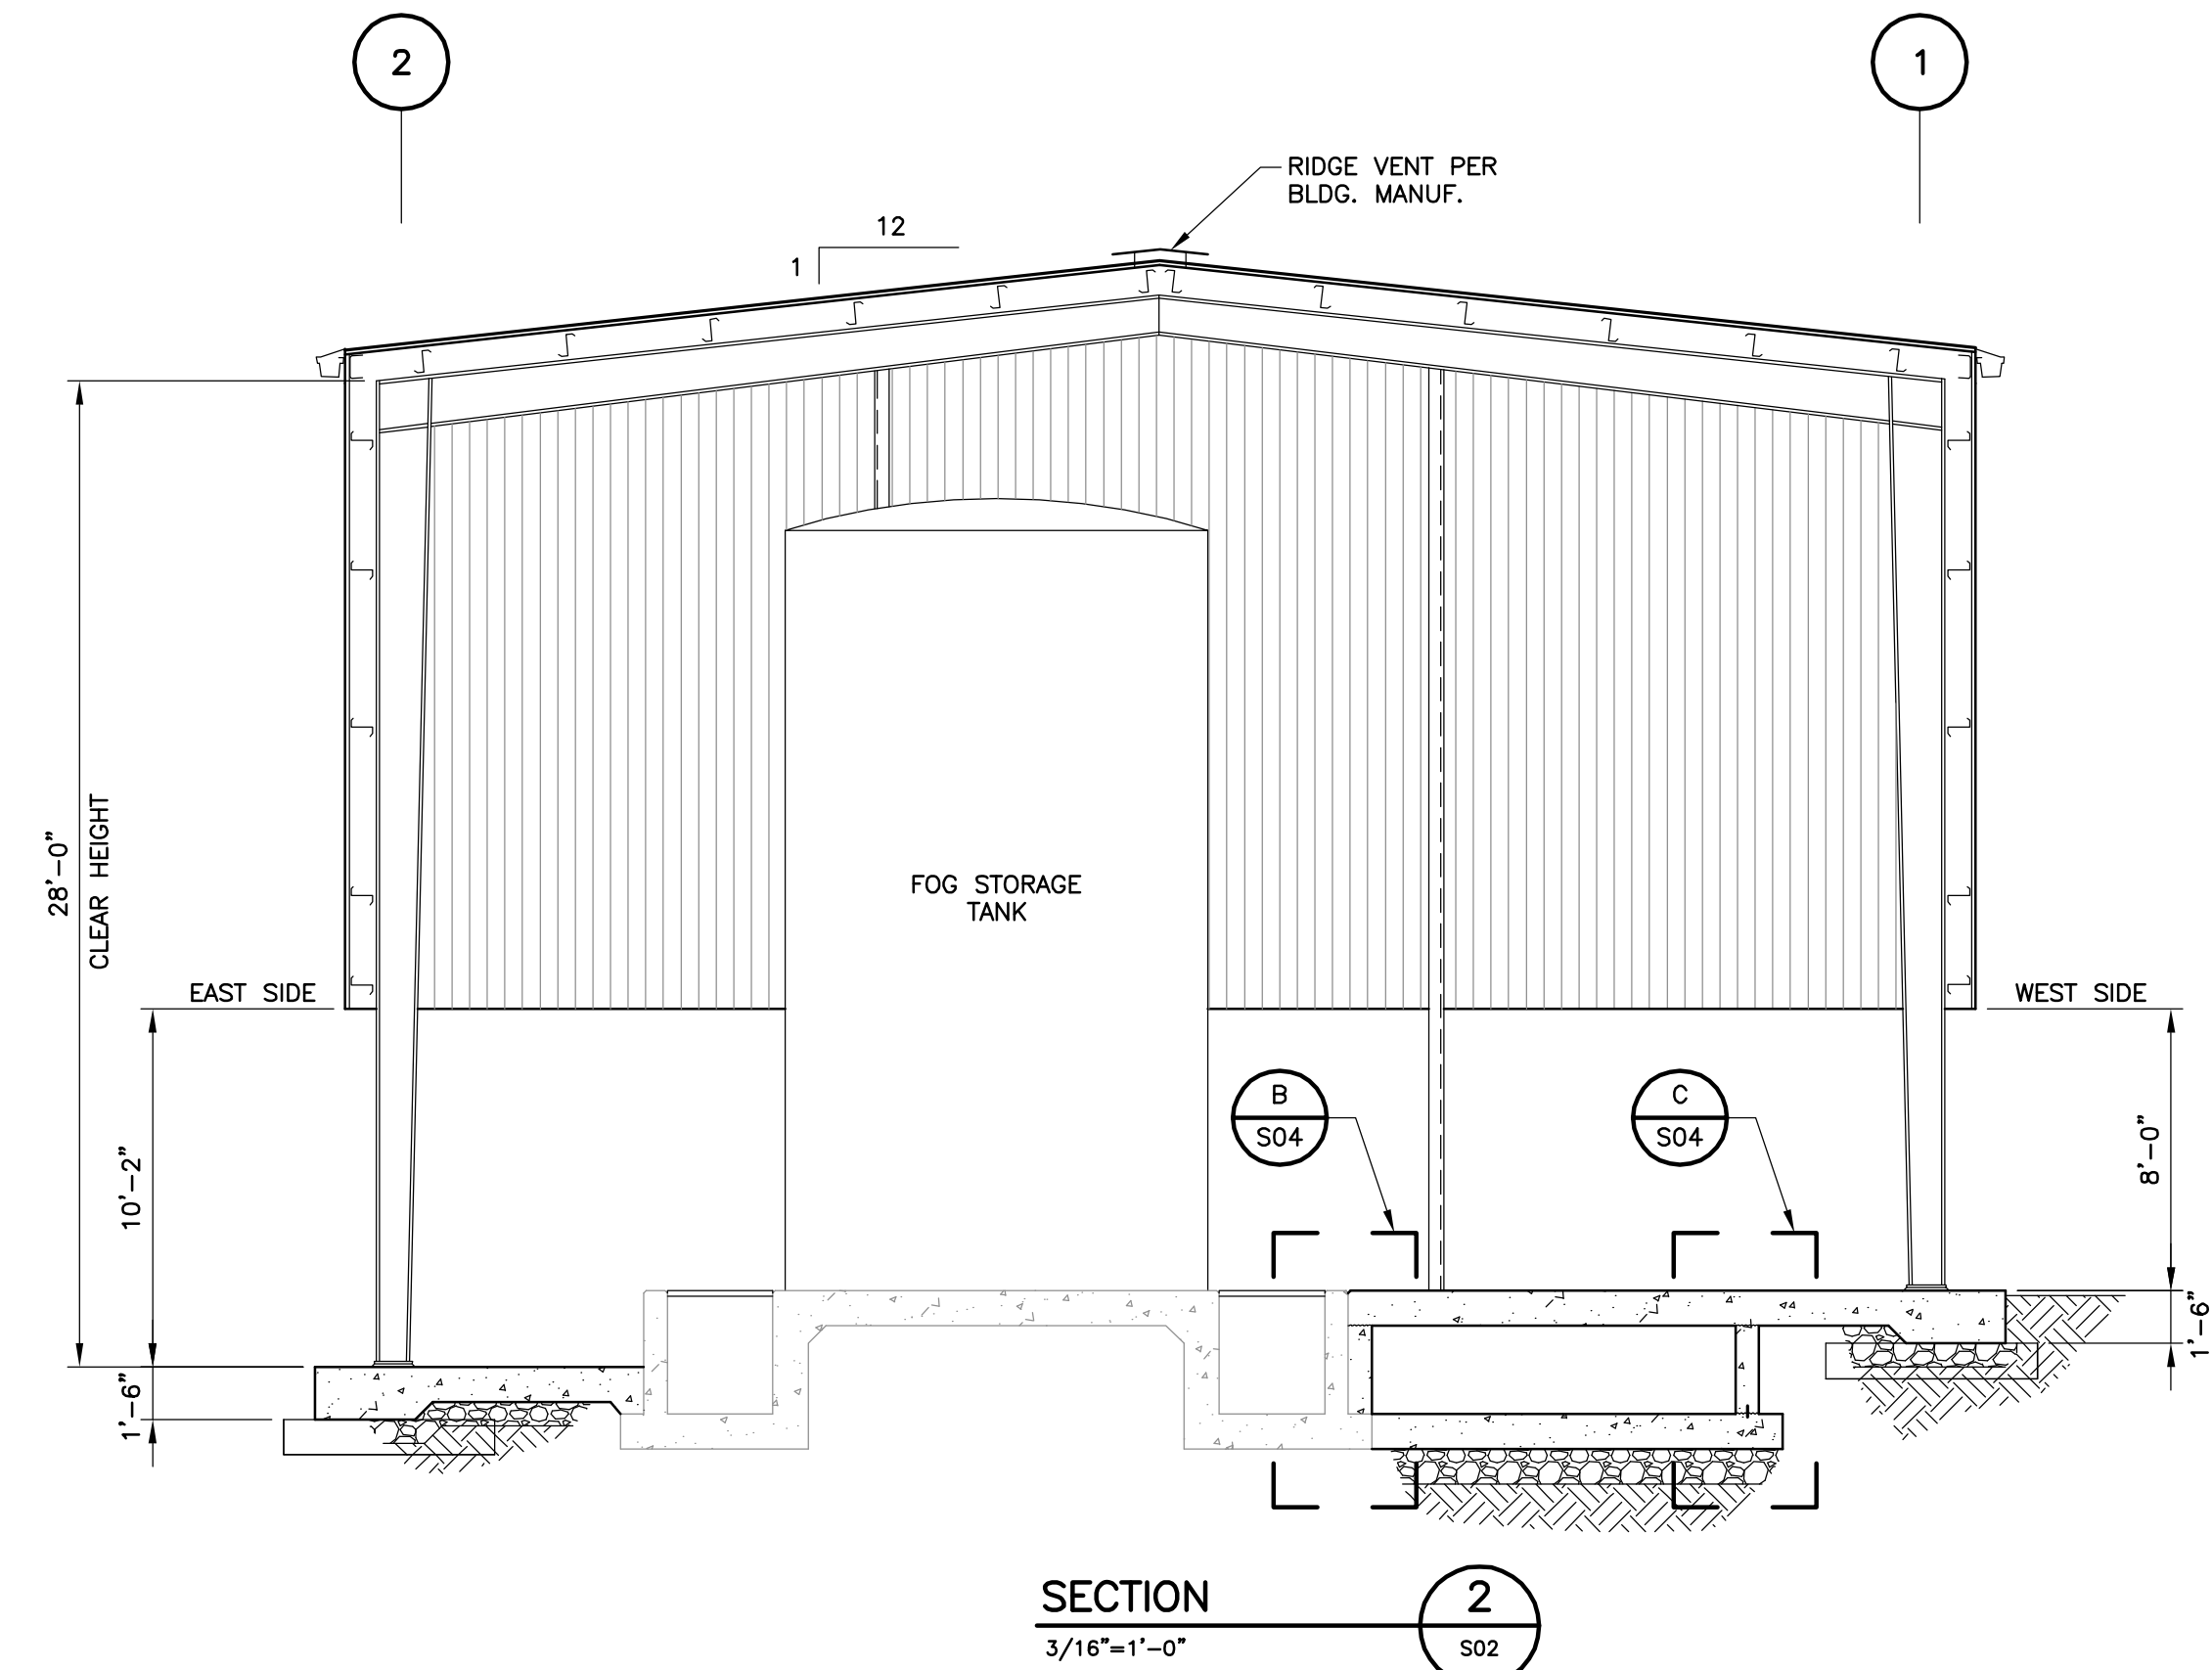 2
1
RIDGE VENT PER
BLDG. MANUF.
12
1
28'-0"
CLEAR HEIGHT
FOG STORAGE
TANK
EAST SIDE
WEST SIDE
10'-2"
8'-0"
B
S04
C
S04
1'-6"
1'-6"
SECTION
3/16"=1'-0"
2
S02